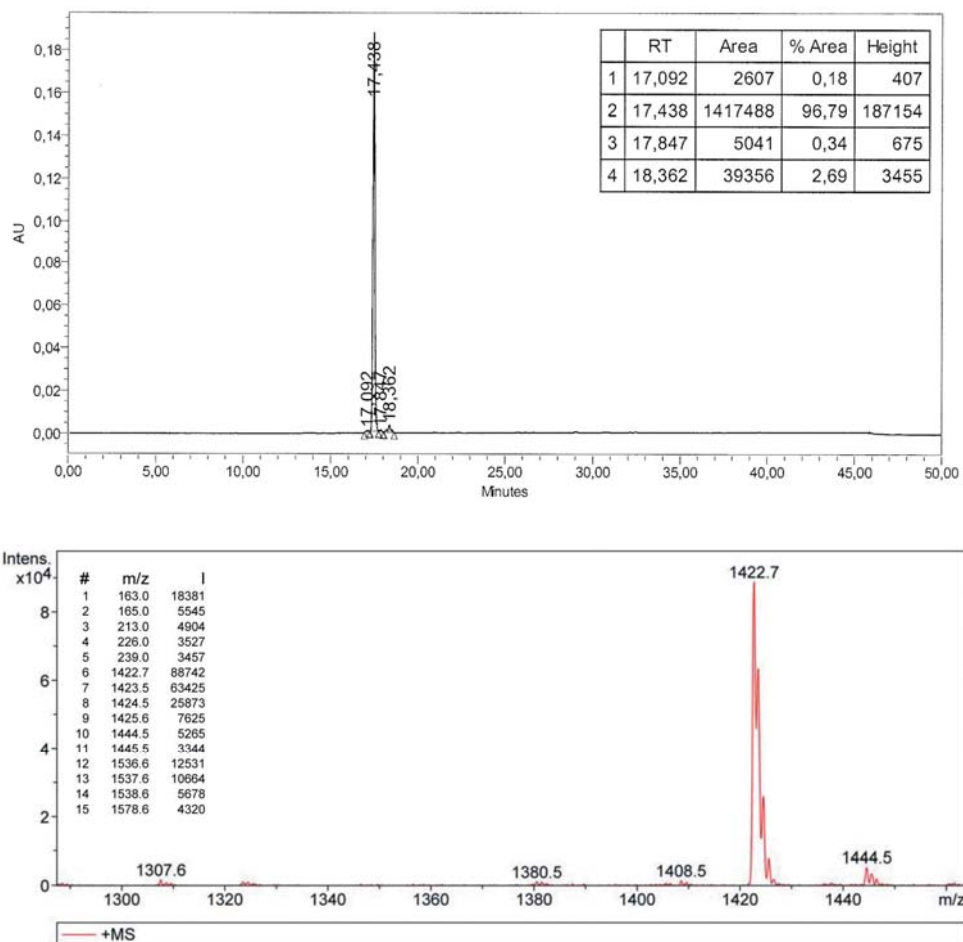 0,18
0,16
0,14
0,12
0,10
0,08
0,06
0,04
0,02
0,00
AU
17,092
17,438
17,847
18,362
RT Area % Area Height
1 17,092 2607 0,18 407
2 17,438 1417488 96,79 187154
3 17,847 5041 0,34 675
4 18,362 39356 2,69 3455
0,00 5,00 10,00 15,00 20,00 25,00 30,00 35,00 40,00 45,00 50,00
Minutes
Intens.
x10⁴
8
6
4
2
0
# m/z I
1 163.0 18381
2 165.0 5545
3 213.0 4904
4 226.0 3527
5 239.0 3457
6 1422.7 88742
7 1423.5 63425
8 1424.5 25873
9 1425.6 7625
10 1444.5 5265
11 1445.5 3344
12 1536.6 12531
13 1537.6 10664
14 1538.6 5678
15 1578.6 4320
1422.7
1307.6 1380.5 1408.5 1444.5
1300 1320 1340 1360 1380 1400 1420 1440 m/z
+MS